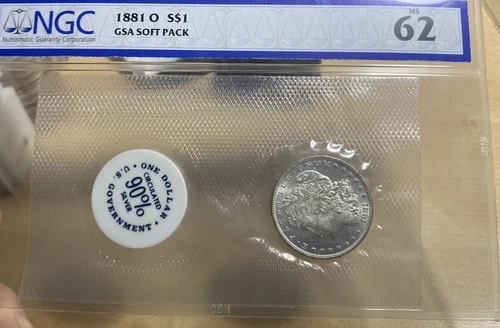 NGC
Numismatic Guaranty Corporation
1881 O S$1
GSA SOFT PACK
MS
62
• ONE DOLLAR •
U.S. GOVERNMENT
CIRCULATED
90%
SILVER